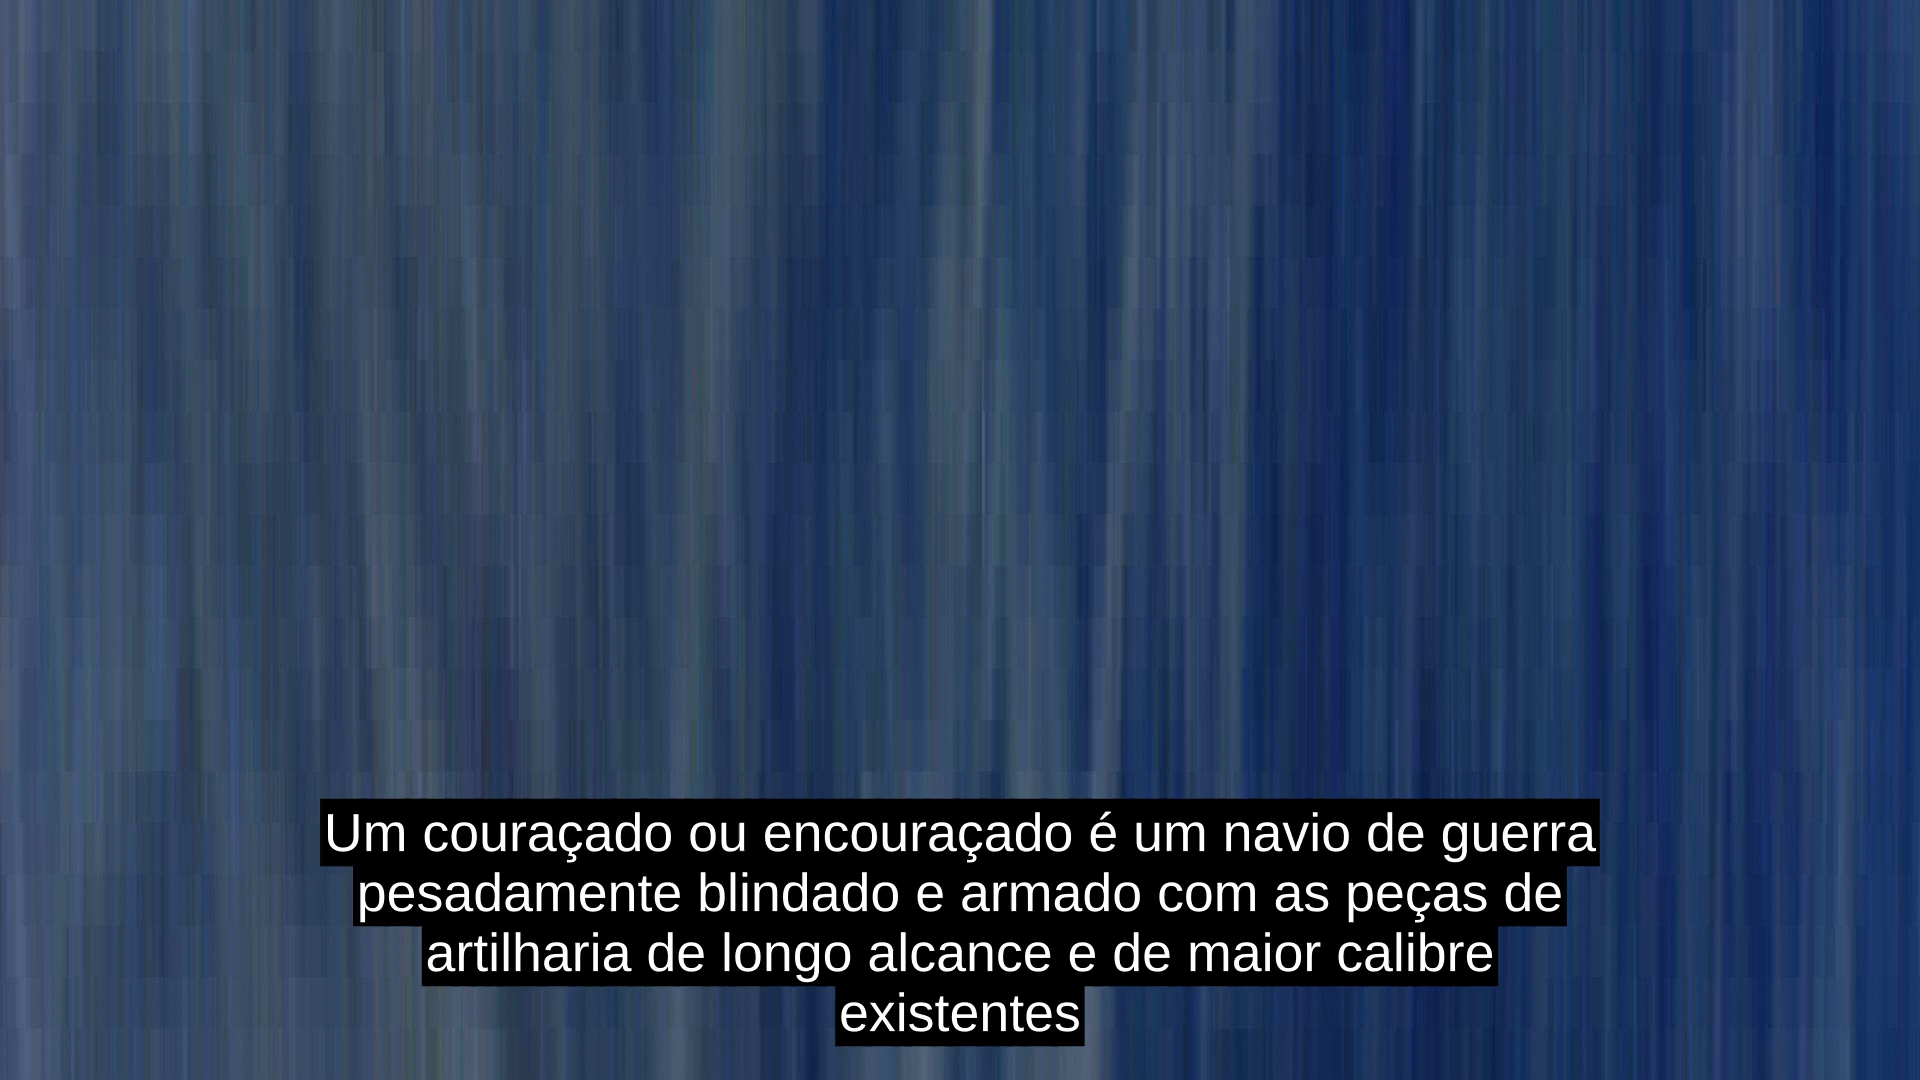 Um couraçado ou encouraçado é um navio de guerra
pesadamente blindado e armado com as peças de
artilharia de longo alcance e de maior calibre
existentes